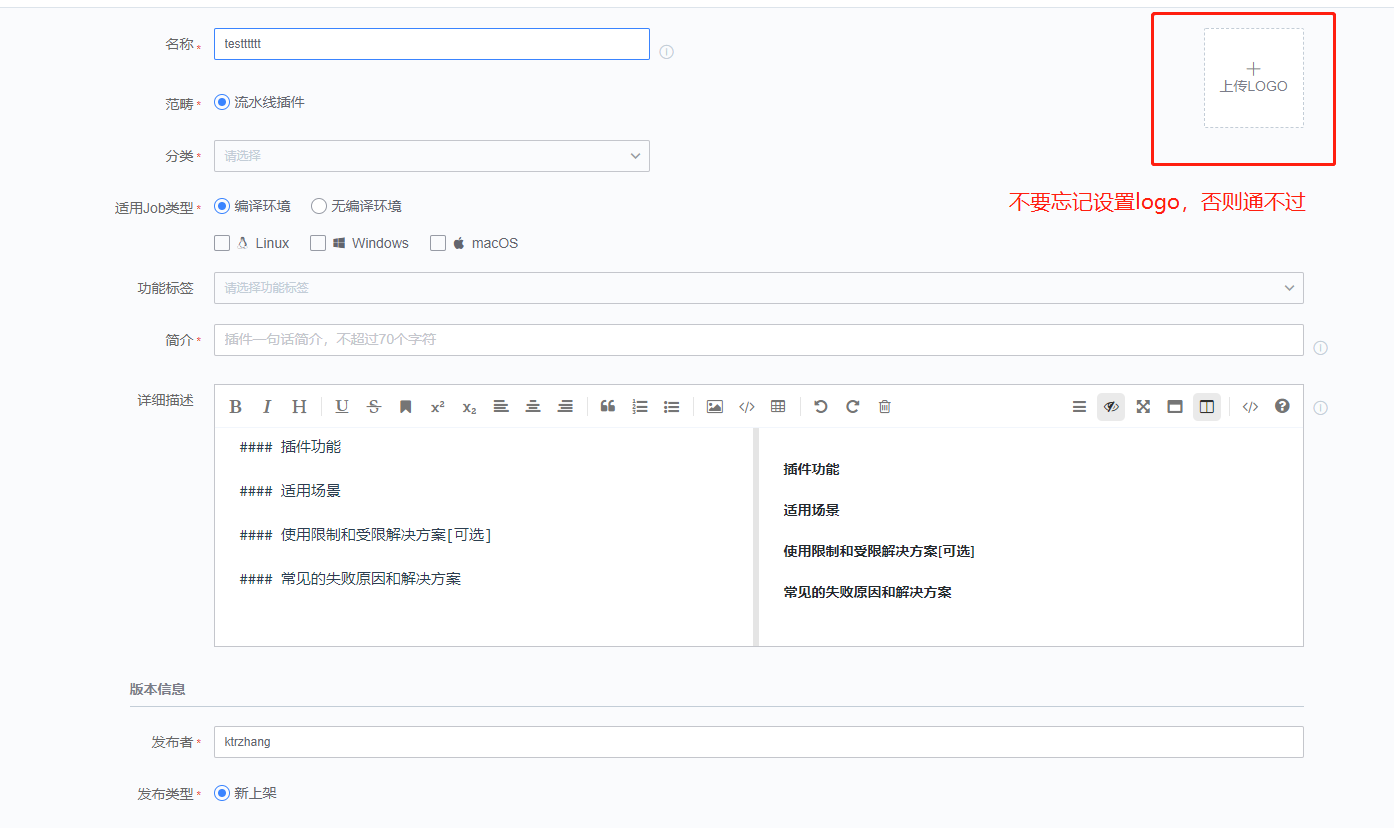 名称 * testttttt
上传LOGO
范畴 * 流水线插件
分类 * 请选择
不要忘记设置logo，否则通不过
适用Job类型 * 编译环境 无编译环境
Linux Windows macOS
功能标签 请选择功能标签
简介 * 插件一句话简介，不超过70个字符
详细描述
#### 插件功能
#### 适用场景
#### 使用限制和受限解决方案[可选]
#### 常见的失败原因和解决方案
插件功能
适用场景
使用限制和受限解决方案[可选]
常见的失败原因和解决方案
版本信息
发布者 * ktrzhang
发布类型 * 新上架